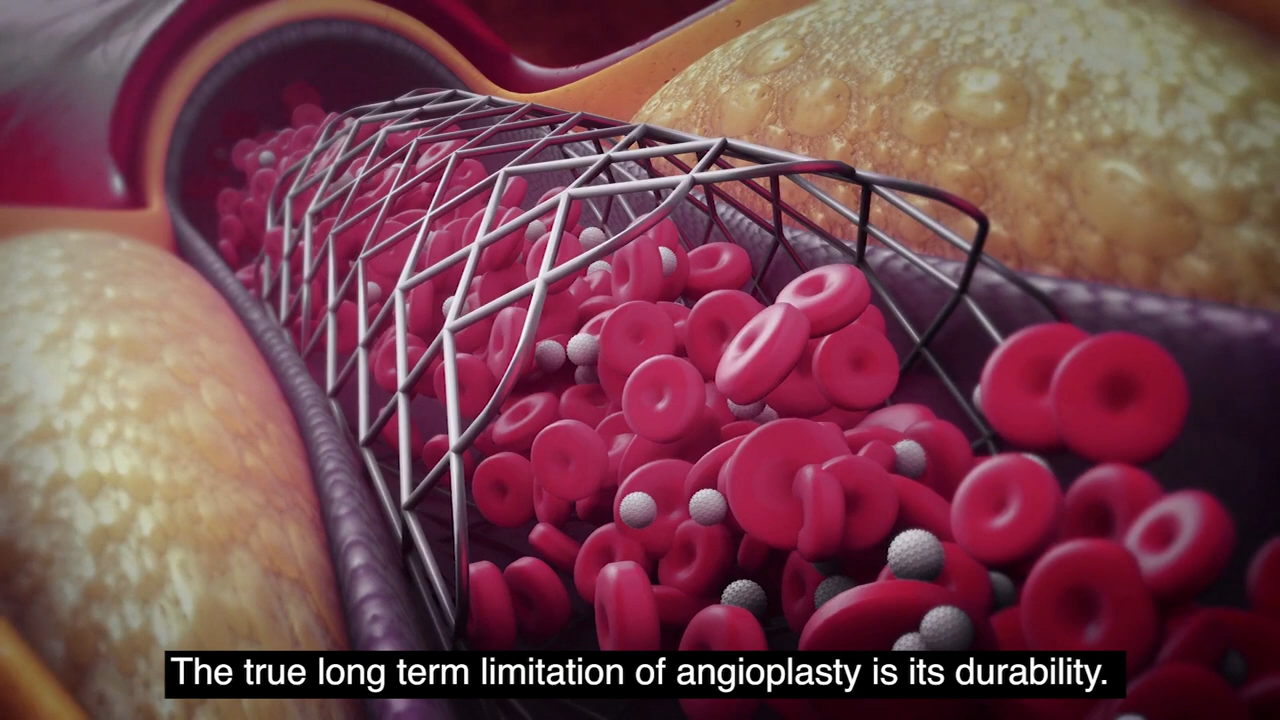 The true long term limitation of angioplasty is its durability.